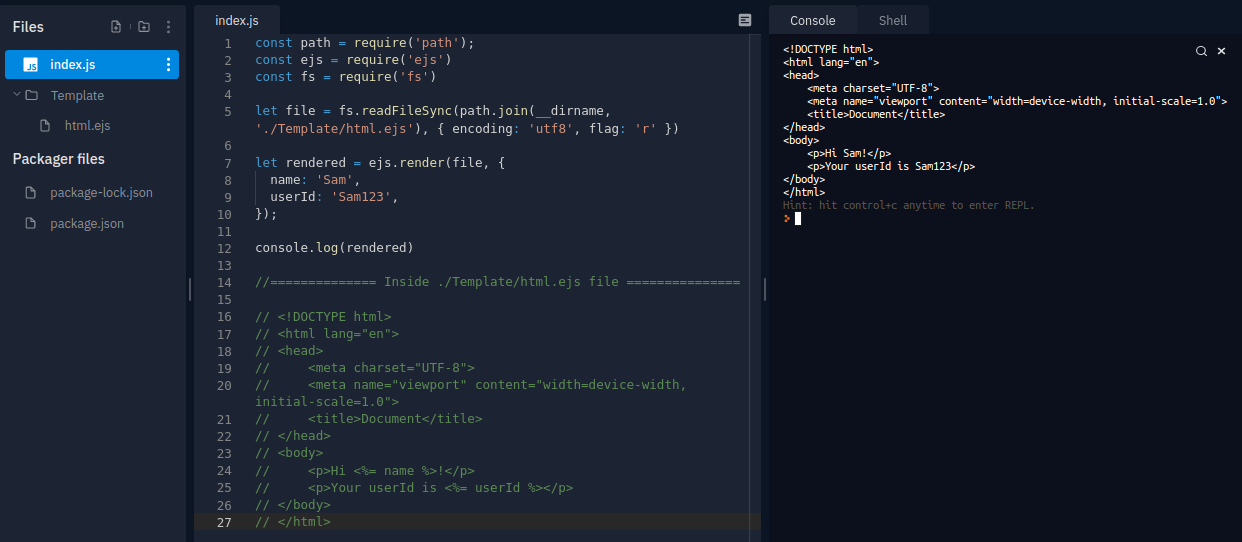 Files
index.js
Template
html.ejs
Packager files
package-lock.json
package.json
index.js
1 const path = require('path');
2 const ejs = require('ejs')
3 const fs = require('fs')
4
5 let file = fs.readFileSync(path.join(__dirname,
'./Template/html.ejs'), { encoding: 'utf8', flag: 'r' })
6
7 let rendered = ejs.render(file, {
8   name: 'Sam',
9   userId: 'Sam123',
10 });
11
12 console.log(rendered)
13
14 //============== Inside ./Template/html.ejs file ===============
15
16 // <!DOCTYPE html>
17 // <html lang="en">
18 // <head>
19 //     <meta charset="UTF-8">
20 //     <meta name="viewport" content="width=device-width,
initial-scale=1.0">
21 //     <title>Document</title>
22 // </head>
23 // <body>
24 //     <p>Hi <%= name %>!</p>
25 //     <p>Your userId is <%= userId %></p>
26 // </body>
27 // </html>
Console Shell
<!DOCTYPE html>
<html lang="en">
<head>
    <meta charset="UTF-8">
    <meta name="viewport" content="width=device-width, initial-scale=1.0">
    <title>Document</title>
</head>
<body>
    <p>Hi Sam!</p>
    <p>Your userId is Sam123</p>
</body>
</html>
Hint: hit control+c anytime to enter REPL.